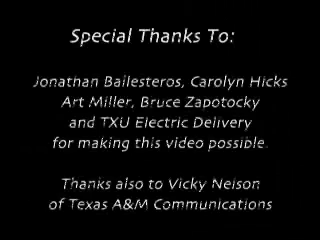 Special Thanks To:
Jonathan Ballesteros, Carolyn Hicks
Art Miller, Bruce Zapotocky
and TXU Electric Delivery
for making this video possible.
Thanks also to Vicky Nelson
of Texas A&M Communications